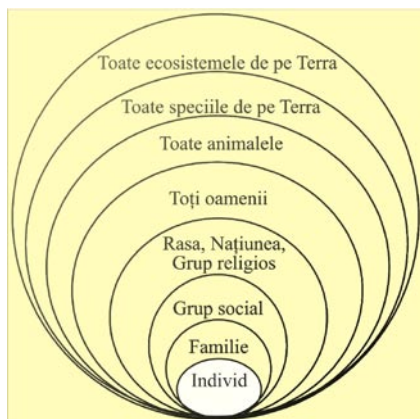 Toate ecosistemele de pe Terra
Toate speciile de pe Terra
Toate animalele
Toți oamenii
Rasa, Națiunea,
Grup religios
Grup social
Familie
Individ